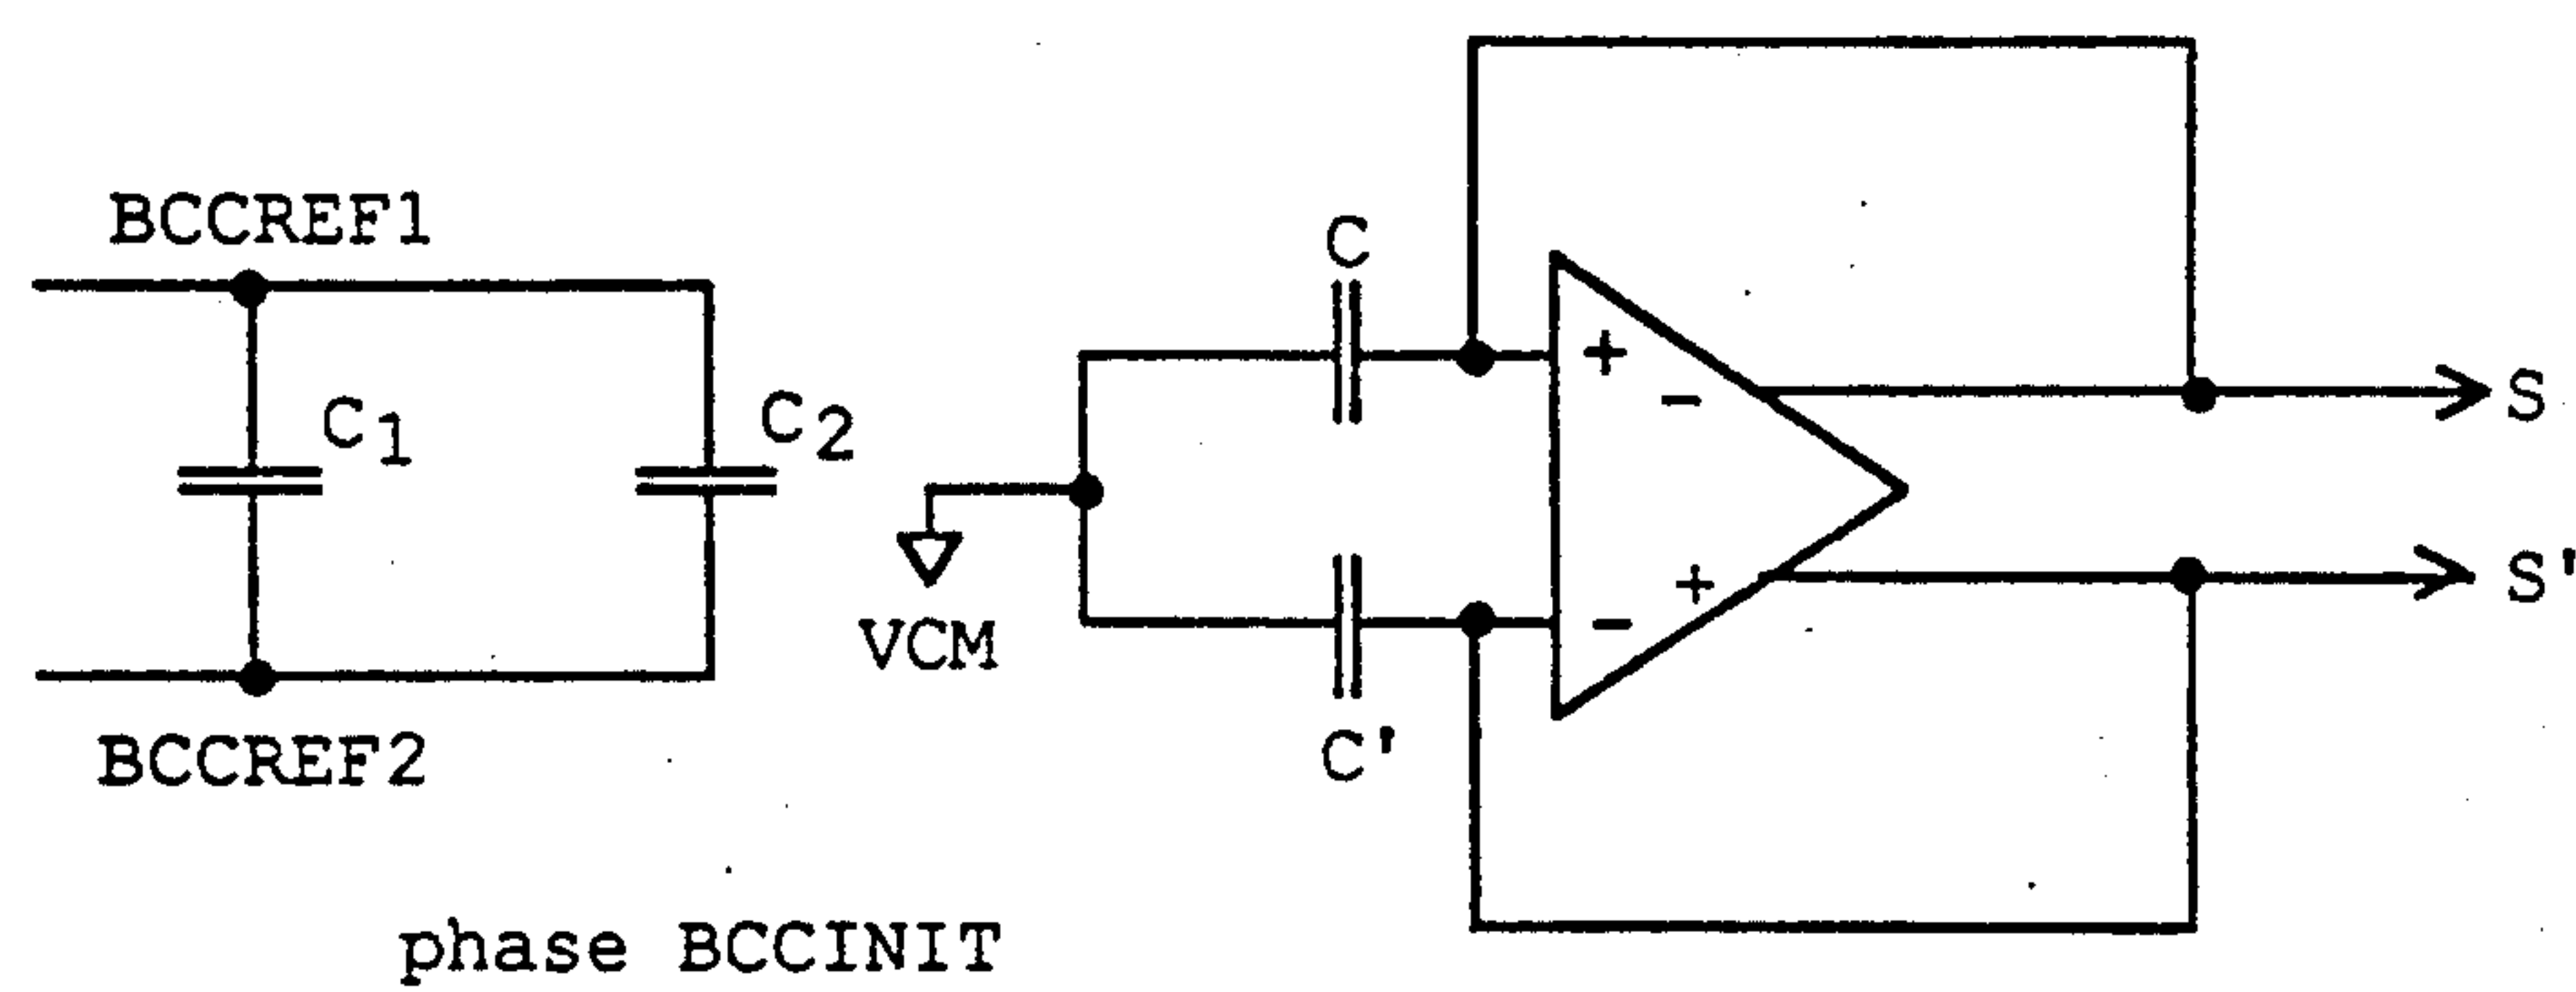 BCCREF1
C
C1
C2
+
-
S
VCM
+
-
S'
C'
BCCREF2
phase BCCINIT